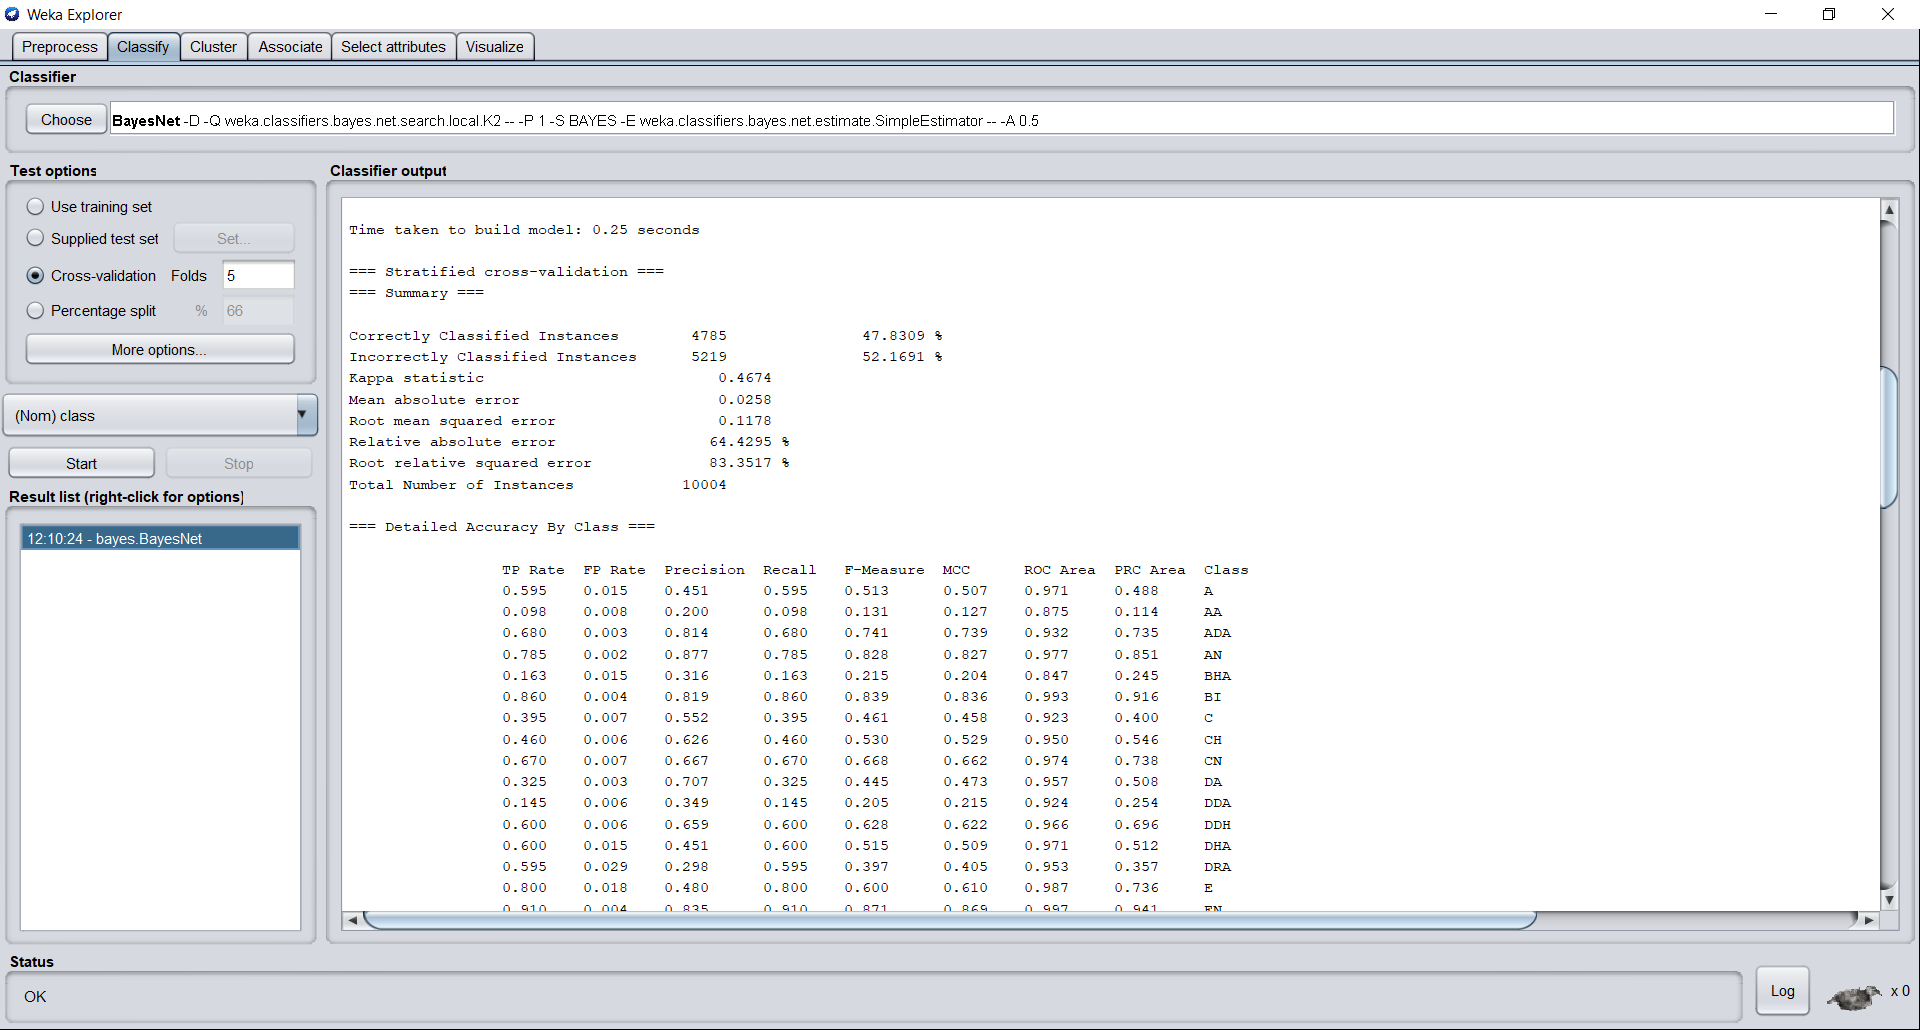 Weka Explorer
Preprocess Classify Cluster Associate Select attributes Visualize
Classifier
Choose BayesNet -D -Q weka.classifiers.bayes.net.search.local.K2 -- -P 1 -S BAYES -E weka.classifiers.bayes.net.estimate.SimpleEstimator -- -A 0.5
Test options
Use training set
Supplied test set Set...
Cross-validation Folds 5
Percentage split % 66
More options...
(Nom) class
Start Stop
Result list (right-click for options)
12:10:24 - bayes.BayesNet
Classifier output
Time taken to build model: 0.25 seconds
=== Stratified cross-validation ===
=== Summary ===
Correctly Classified Instances 4785 47.8309 %
Incorrectly Classified Instances 5219 52.1691 %
Kappa statistic 0.4674
Mean absolute error 0.0258
Root mean squared error 0.1178
Relative absolute error 64.4295 %
Root relative squared error 83.3517 %
Total Number of Instances 10004
=== Detailed Accuracy By Class ===
TP Rate FP Rate Precision Recall F-Measure MCC ROC Area PRC Area Class
0.595 0.015 0.451 0.595 0.513 0.507 0.971 0.488 A
0.098 0.008 0.200 0.098 0.131 0.127 0.875 0.114 AA
0.680 0.003 0.814 0.680 0.741 0.739 0.932 0.735 ADA
0.785 0.002 0.877 0.785 0.828 0.827 0.977 0.851 AN
0.163 0.015 0.316 0.163 0.215 0.204 0.847 0.245 BHA
0.860 0.004 0.819 0.860 0.839 0.836 0.993 0.916 BI
0.395 0.007 0.552 0.395 0.461 0.458 0.923 0.400 C
0.460 0.006 0.626 0.460 0.530 0.529 0.950 0.546 CH
0.670 0.007 0.667 0.670 0.668 0.662 0.974 0.738 CN
0.325 0.003 0.707 0.325 0.445 0.473 0.957 0.508 DA
0.145 0.006 0.349 0.145 0.205 0.215 0.924 0.254 DDA
0.600 0.006 0.659 0.600 0.628 0.622 0.966 0.696 DDH
0.600 0.015 0.451 0.600 0.515 0.509 0.971 0.512 DHA
0.595 0.029 0.298 0.595 0.397 0.405 0.953 0.357 DRA
0.800 0.018 0.480 0.800 0.600 0.610 0.987 0.736 E
0.910 0.004 0.835 0.910 0.871 0.869 0.997 0.941 EN
Status
OK
Log x 0